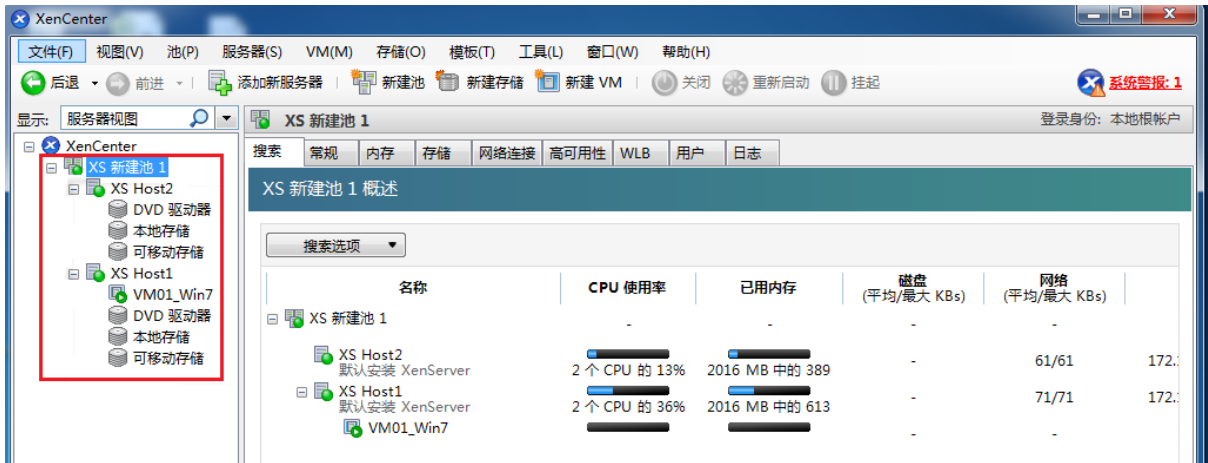 XenCenter
文件(F) 视图(V) 池(P) 服务器(S) VM(M) 存储(O) 模板(T) 工具(L) 窗口(W) 帮助(H)
后退 前进 添加新服务器 新建池 新建存储 新建 VM 关闭 重新启动 挂起 系统警报: 1
显示: 服务器视图
XS 新建池 1 登录身份: 本地根帐户
XenCenter
XS 新建池 1
XS Host2
DVD 驱动器
本地存储
可移动存储
XS Host1
VM01_Win7
DVD 驱动器
本地存储
可移动存储
搜索 常规 内存 存储 网络连接 高可用性 WLB 用户 日志
XS 新建池 1 概述
搜索选项
名称 CPU 使用率 已用内存 磁盘 网络
(平均/最大 KBs) (平均/最大 KBs)
XS 新建池 1 - - - -
XS Host2 - 61/61 172.
默认安装 XenServer 2 个 CPU 的 13% 2016 MB 中的 389
XS Host1 - 71/71 172.
默认安装 XenServer 2 个 CPU 的 36% 2016 MB 中的 613
VM01_Win7 - -